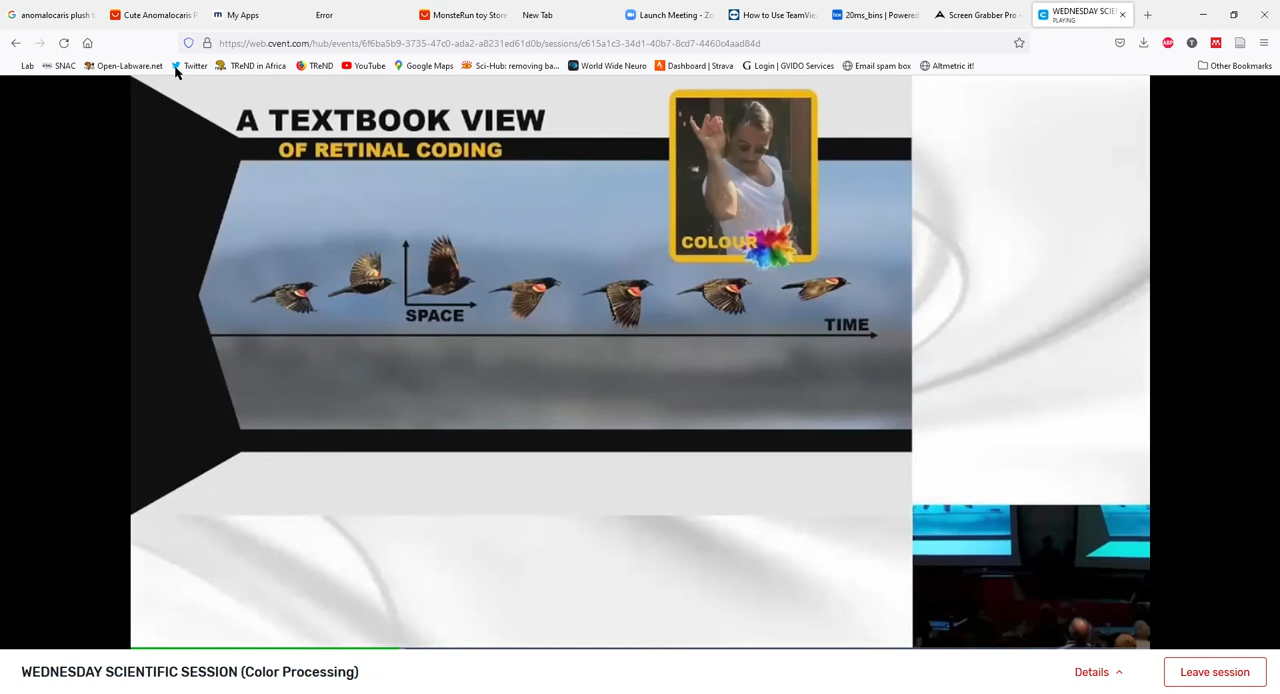 anomalocaris plush t
Cute Anomalocaris P
My Apps
Error
MonsteRun toy Store
New Tab
Launch Meeting - Zo
How to Use TeamVie
20ms_bins | Powered
Screen Grabber Pro -
WEDNESDAY SCIE
PLAYING
https://web.cvent.com/hub/events/6f6ba5b9-3735-47c0-ada2-a8231ed61d0b/sessions/c615a1c3-34d1-40b7-8cd7-4460c4aad84d
Lab SNAC Open-Labware.net Twitter TReND in Africa TReND YouTube Google Maps Sci-Hub: removing ba... World Wide Neuro Dashboard | Strava Login | GVIDO Services Email spam box Altmetric it! Other Bookmarks
A TEXTBOOK VIEW
OF RETINAL CODING
COLOUR
SPACE
TIME
WEDNESDAY SCIENTIFIC SESSION (Color Processing)
Details
Leave session